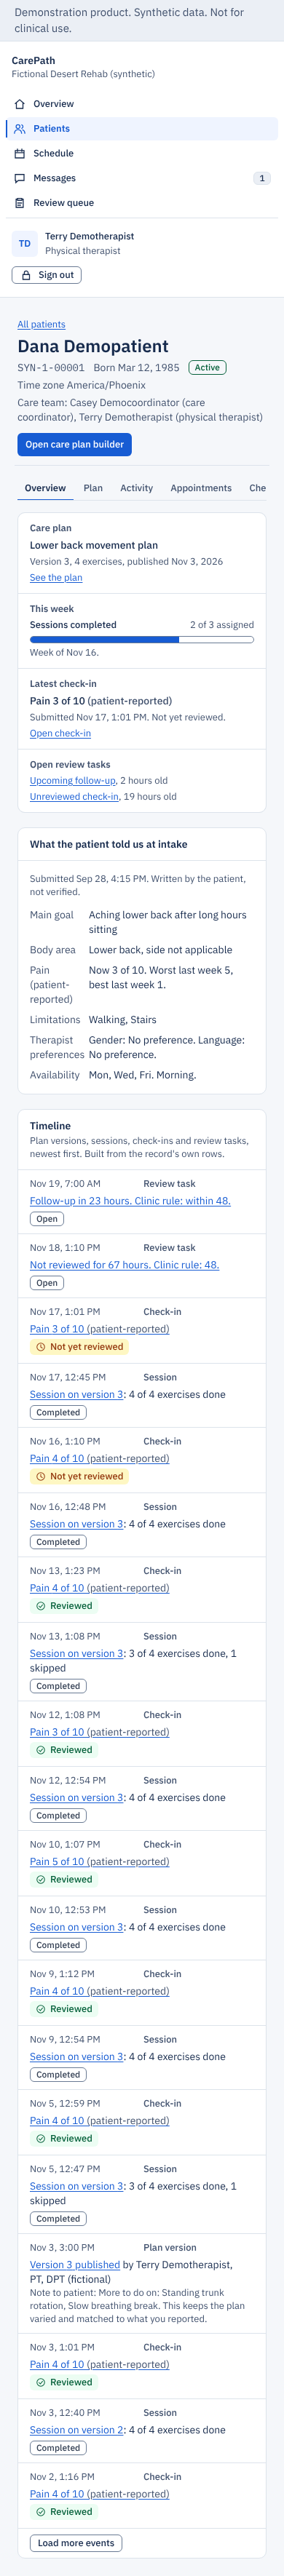 Demonstration product. Synthetic data. Not for
clinical use.
CarePath
Fictional Desert Rehab (synthetic)
Overview
Patients
Schedule
Messages 1
Review queue
TD
Terry Demotherapist
Physical therapist
Sign out
All patients
Dana Demopatient
SYN-1-00001 Born Mar 12, 1985 Active
Time zone America/Phoenix
Care team: Casey Democoordinator (care
coordinator), Terry Demotherapist (physical therapist)
Open care plan builder
Overview Plan Activity Appointments Che
Care plan
Lower back movement plan
Version 3, 4 exercises, published Nov 3, 2026
See the plan
This week
Sessions completed 2 of 3 assigned
Week of Nov 16.
Latest check-in
Pain 3 of 10 (patient-reported)
Submitted Nov 17, 1:01 PM. Not yet reviewed.
Open check-in
Open review tasks
Upcoming follow-up, 2 hours old
Unreviewed check-in, 19 hours old
What the patient told us at intake
Submitted Sep 28, 4:15 PM. Written by the patient,
not verified.
Main goal Aching lower back after long hours
sitting
Body area Lower back, side not applicable
Pain (patient-reported) Now 3 of 10. Worst last week 5,
best last week 1.
Limitations Walking, Stairs
Therapist preferences Gender: No preference. Language:
No preference.
Availability Mon, Wed, Fri. Morning.
Timeline
Plan versions, sessions, check-ins and review tasks,
newest first. Built from the record's own rows.
Nov 19, 7:00 AM Review task
Follow-up in 23 hours. Clinic rule: within 48.
Open
Nov 18, 1:10 PM Review task
Not reviewed for 67 hours. Clinic rule: 48.
Open
Nov 17, 1:01 PM Check-in
Pain 3 of 10 (patient-reported)
Not yet reviewed
Nov 17, 12:45 PM Session
Session on version 3: 4 of 4 exercises done
Completed
Nov 16, 1:10 PM Check-in
Pain 4 of 10 (patient-reported)
Not yet reviewed
Nov 16, 12:48 PM Session
Session on version 3: 4 of 4 exercises done
Completed
Nov 13, 1:23 PM Check-in
Pain 4 of 10 (patient-reported)
Reviewed
Nov 13, 1:08 PM Session
Session on version 3: 3 of 4 exercises done, 1
skipped
Completed
Nov 12, 1:08 PM Check-in
Pain 3 of 10 (patient-reported)
Reviewed
Nov 12, 12:54 PM Session
Session on version 3: 4 of 4 exercises done
Completed
Nov 10, 1:07 PM Check-in
Pain 5 of 10 (patient-reported)
Reviewed
Nov 10, 12:53 PM Session
Session on version 3: 4 of 4 exercises done
Completed
Nov 9, 1:12 PM Check-in
Pain 4 of 10 (patient-reported)
Reviewed
Nov 9, 12:54 PM Session
Session on version 3: 4 of 4 exercises done
Completed
Nov 5, 12:59 PM Check-in
Pain 4 of 10 (patient-reported)
Reviewed
Nov 5, 12:47 PM Session
Session on version 3: 3 of 4 exercises done, 1
skipped
Completed
Nov 3, 3:00 PM Plan version
Version 3 published by Terry Demotherapist,
PT, DPT (fictional)
Note to patient: More to do on: Standing trunk
rotation, Slow breathing break. This keeps the plan
varied and matched to what you reported.
Nov 3, 1:01 PM Check-in
Pain 4 of 10 (patient-reported)
Reviewed
Nov 3, 12:40 PM Session
Session on version 2: 4 of 4 exercises done
Completed
Nov 2, 1:16 PM Check-in
Pain 4 of 10 (patient-reported)
Reviewed
Load more events